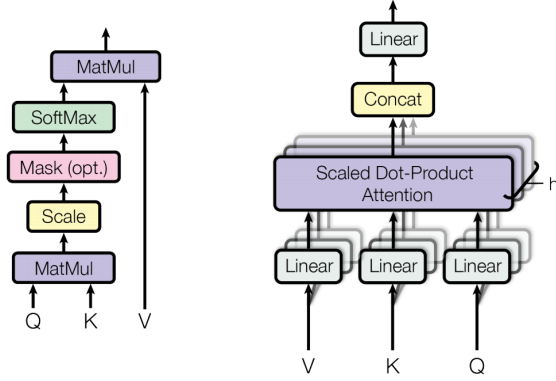 MatMul
SoftMax
Mask (opt.)
Scale
MatMul
Q K V
Linear
Concat
Scaled Dot-Product
Attention
h
Linear Linear Linear
V K Q